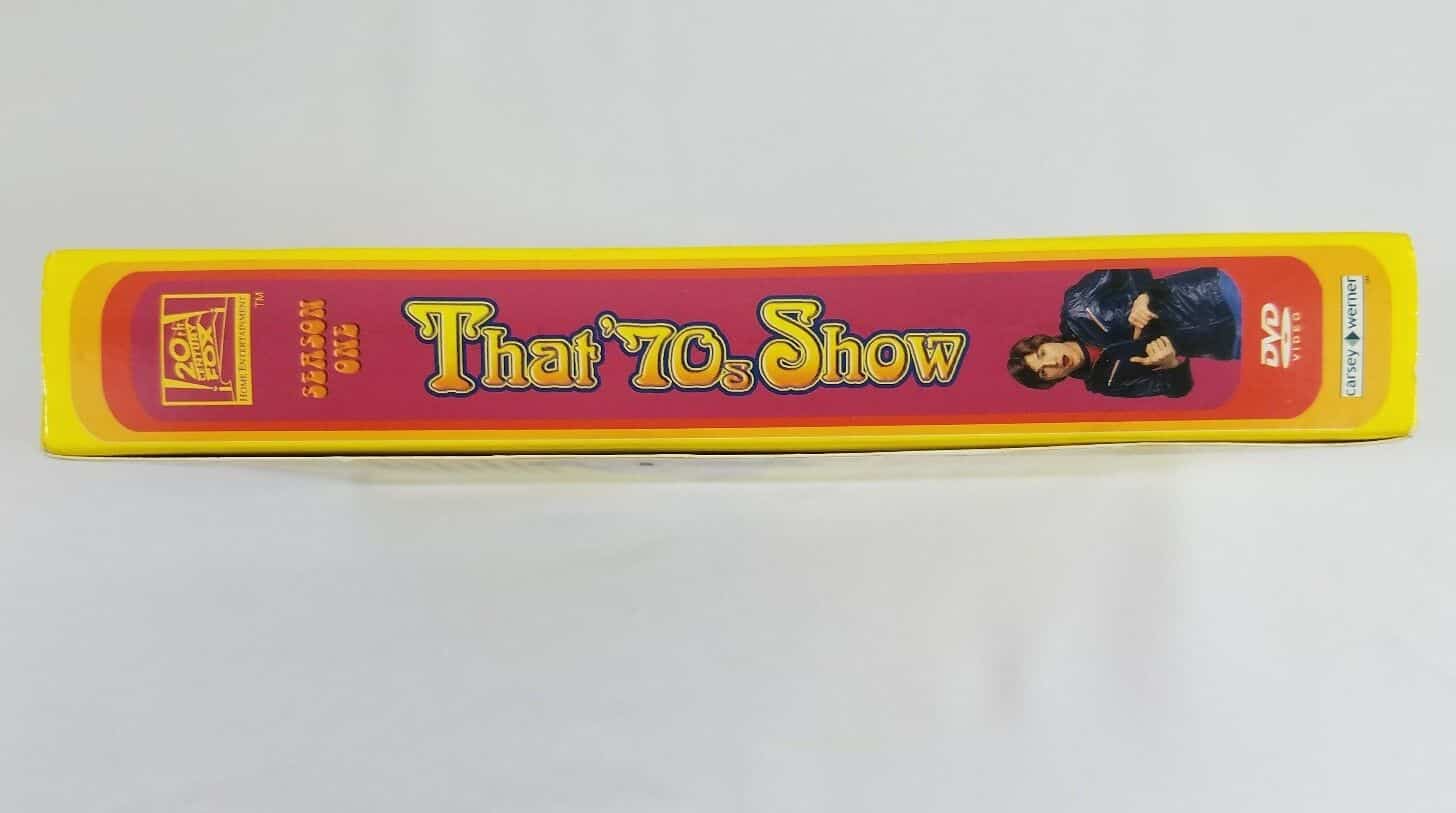 20th
CENTURY
FOX
HOME ENTERTAINMENT
TM
SEASON
ONE
That '70s Show
DVD
VIDEO
carsey werner